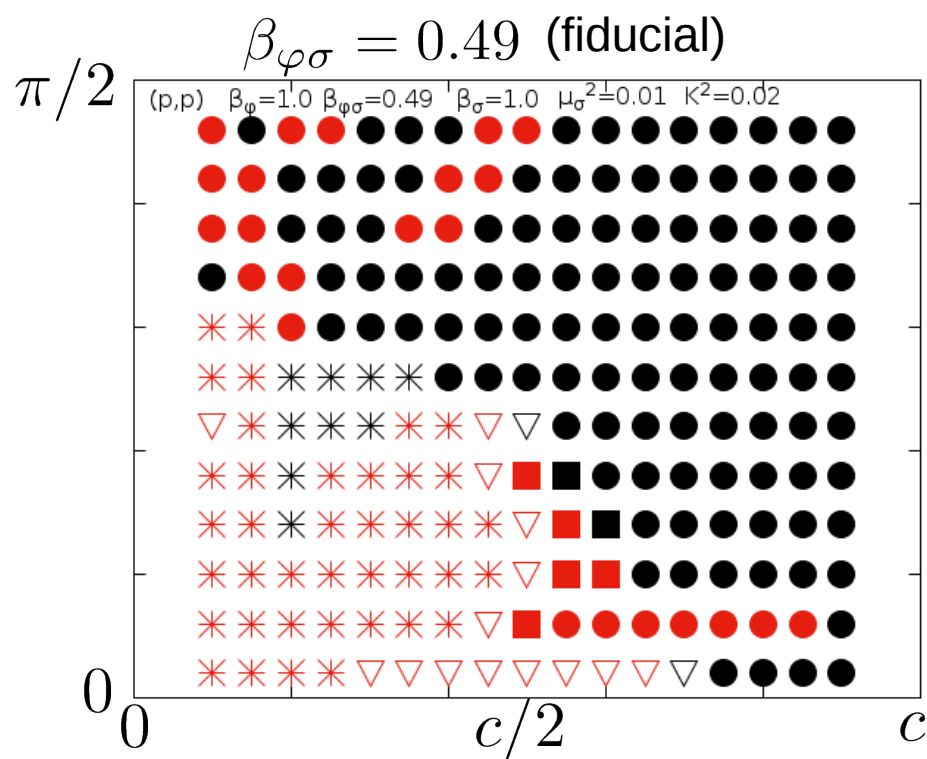 β_φσ = 0.49 (fiducial)
π/2
(p,p) β_φ=1.0 β_φσ=0.49 β_σ=1.0 μ_σ²=0.01 K²=0.02
0
0 c/2 c